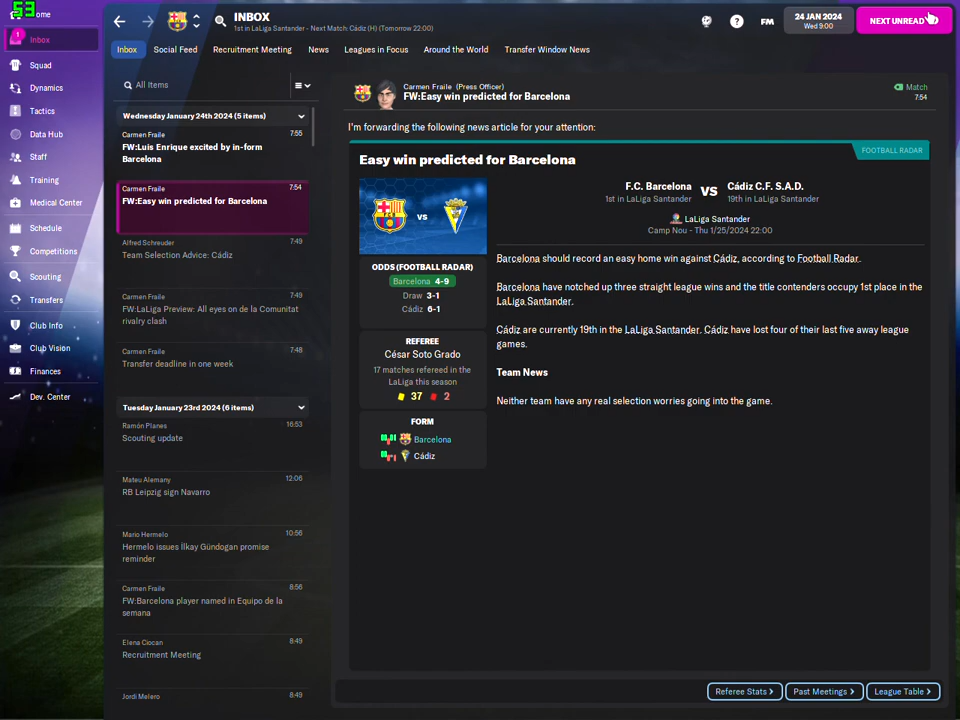 53
Home
1
Inbox
Squad
Dynamics
Tactics
Data Hub
Staff
Training
Medical Center
Schedule
Competitions
Scouting
Transfers
Club Info
Club Vision
Finances
Dev. Center
INBOX
1st in LaLiga Santander - Next Match: Cádiz (H) (Tomorrow 22:00)
?
FM
24 JAN 2024
Wed 9:00
NEXT UNREAD
Inbox
Social Feed
Recruitment Meeting
News
Leagues in Focus
Around the World
Transfer Window News
All Items
Wednesday January 24th 2024 (5 items)
Carmen Fraile 7:55
FW:Luis Enrique excited by in-form
Barcelona
Carmen Fraile 7:54
FW:Easy win predicted for Barcelona
Alfred Schreuder 7:49
Team Selection Advice: Cádiz
Carmen Fraile 7:49
FW:LaLiga Preview: All eyes on de la Comunitat
rivalry clash
Carmen Fraile 7:48
Transfer deadline in one week
Tuesday January 23rd 2024 (6 items)
Ramón Planes 16:53
Scouting update
Mateu Alemany 12:06
RB Leipzig sign Navarro
Mario Hermelo 10:56
Hermelo issues İlkay Gündogan promise
reminder
Carmen Fraile 8:56
FW:Barcelona player named in Equipo de la
semana
Elena Ciocan 8:49
Recruitment Meeting
Jordi Melero 8:49
Carmen Fraile (Press Officer)
FW:Easy win predicted for Barcelona
Match
7:54
I'm forwarding the following news article for your attention:
Easy win predicted for Barcelona
FOOTBALL RADAR
VS
ODDS (FOOTBALL RADAR)
Barcelona 4-9
Draw 3-1
Cádiz 6-1
REFEREE
César Soto Grado
17 matches refereed in the
LaLiga this season
37 2
FORM
Barcelona
Cádiz
F.C. Barcelona VS Cádiz C.F. S.A.D.
1st in LaLiga Santander 19th in LaLiga Santander
LaLiga Santander
Camp Nou - Thu 1/25/2024 22:00
Barcelona should record an easy home win against Cádiz, according to Football Radar.
Barcelona have notched up three straight league wins and the title contenders occupy 1st place in the
LaLiga Santander.
Cádiz are currently 19th in the LaLiga Santander. Cádiz have lost four of their last five away league
games.
Team News
Neither team have any real selection worries going into the game.
Referee Stats >
Past Meetings >
League Table >